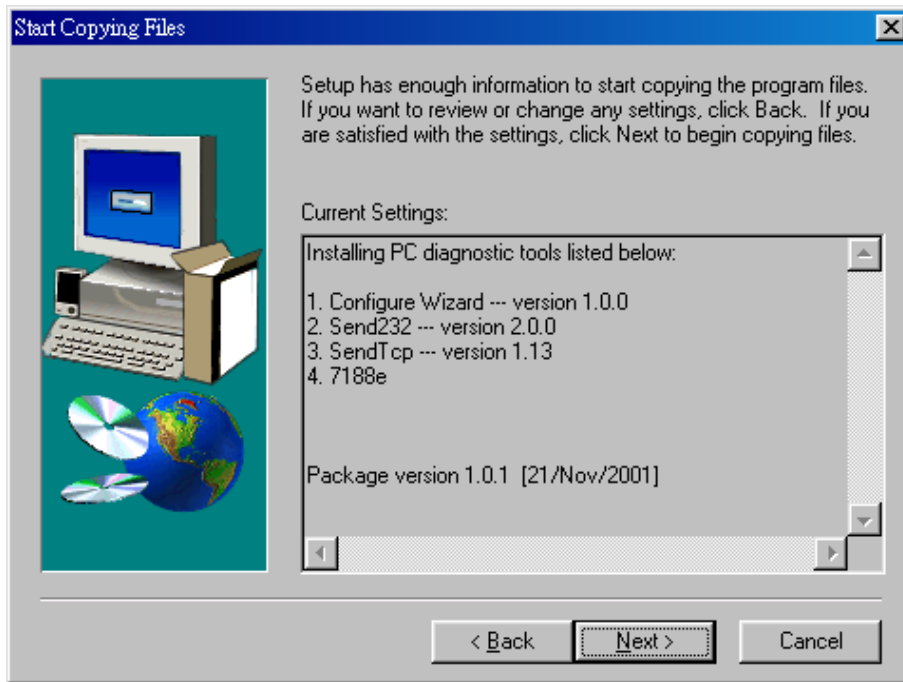 Start Copying Files
Setup has enough information to start copying the program files.
If you want to review or change any settings, click Back.  If you
are satisfied with the settings, click Next to begin copying files.
Current Settings:
Installing PC diagnostic tools listed below:
1. Configure Wizard --- version 1.0.0
2. Send232 --- version 2.0.0
3. SendTcp --- version 1.13
4. 7188e
Package version 1.0.1  [21/Nov/2001]
< Back
Next >
Cancel